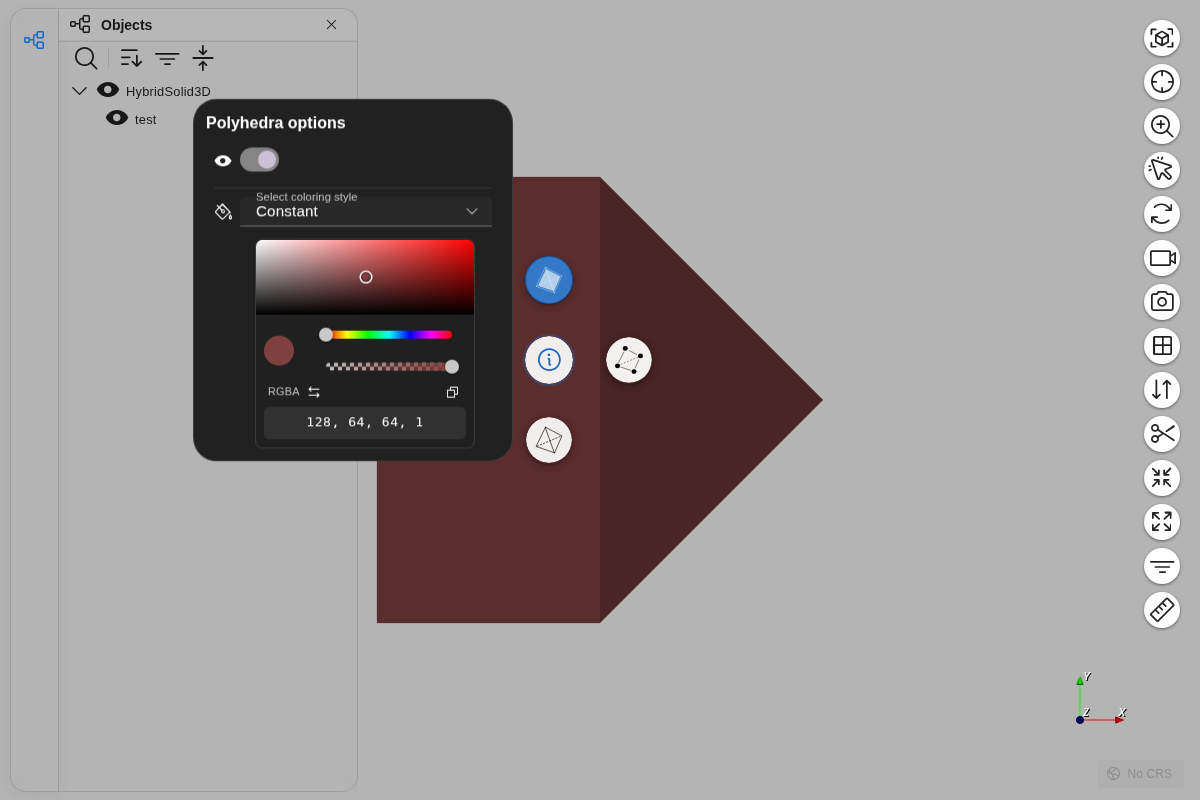 Objects
HybridSolid3D
test
Polyhedra options
Select coloring style
Constant
RGBA
128, 64, 64, 1
Y
Z
X
No CRS